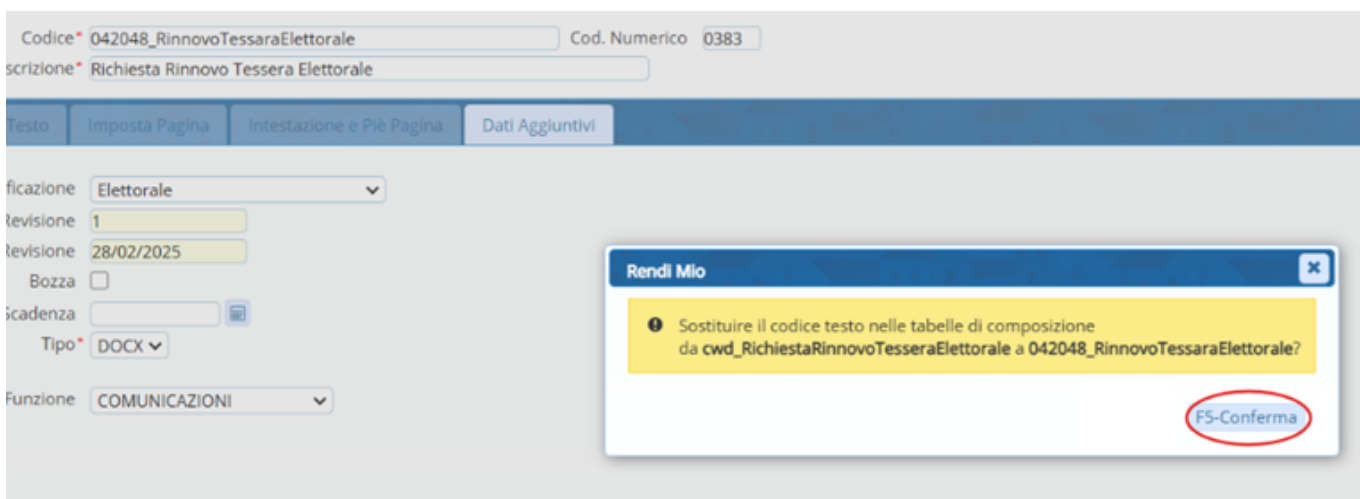 Codice* 042048_RinnovoTessaraElettorale Cod. Numerico 0383
scrizione* Richiesta Rinnovo Tessera Elettorale
Testo Imposta Pagina Intestazione e Piè Pagina Dati Aggiuntivi
ficazione Elettorale
Revisione 1
Revisione 28/02/2025
Bozza
Scadenza
Tipo* DOCX
Funzione COMUNICAZIONI
Rendi Mio
Sostituire il codice testo nelle tabelle di composizione
da cwd_RichiestaRinnovoTesseraElettorale a 042048_RinnovoTessaraElettorale?
F5-Conferma